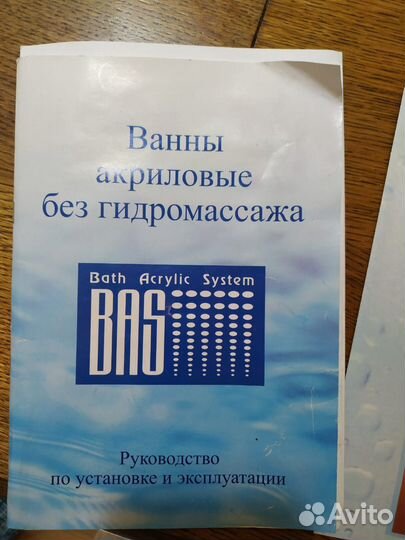 Ванны
акриловые
без гидромассажа
Bath Acrylic System
BAS
Руководство
по установке и эксплуатации
Avito